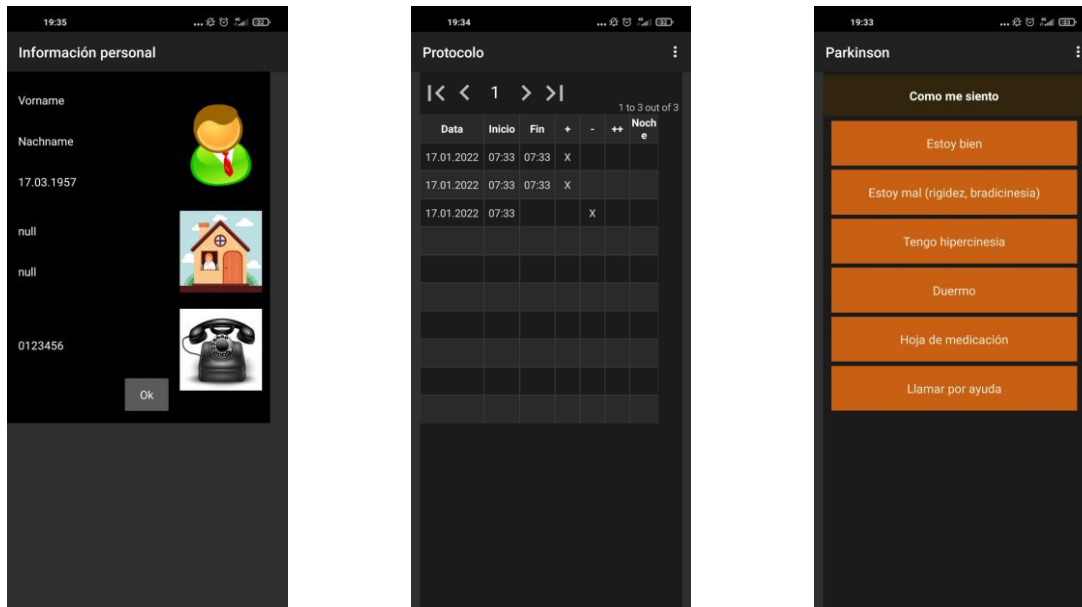 19:35
Información personal
Vorname
Nachname
17.03.1957
null
null
0123456
Ok
19:34
Protocolo
1
1 to 3 out of 3
Data Inicio Fin + - ++ Noch
e
17.01.2022 07:33 07:33 X
17.01.2022 07:33 07:33 X
17.01.2022 07:33 X
19:33
Parkinson
Como me siento
Estoy bien
Estoy mal (rigidez, bradicinesia)
Tengo hipercinesia
Duermo
Hoja de medicación
Llamar por ayuda